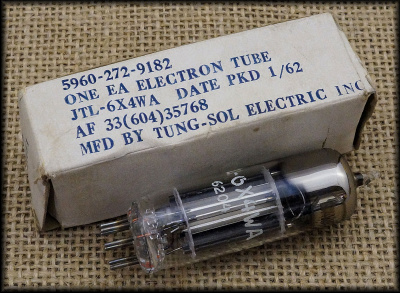 5960-272-9182
ONE EA ELECTRON TUBE
JTL-6X4WA DATE PKD 1/62
AF 33(604)35768
MFD BY TUNG-SOL ELECTRIC INC
6X4WA